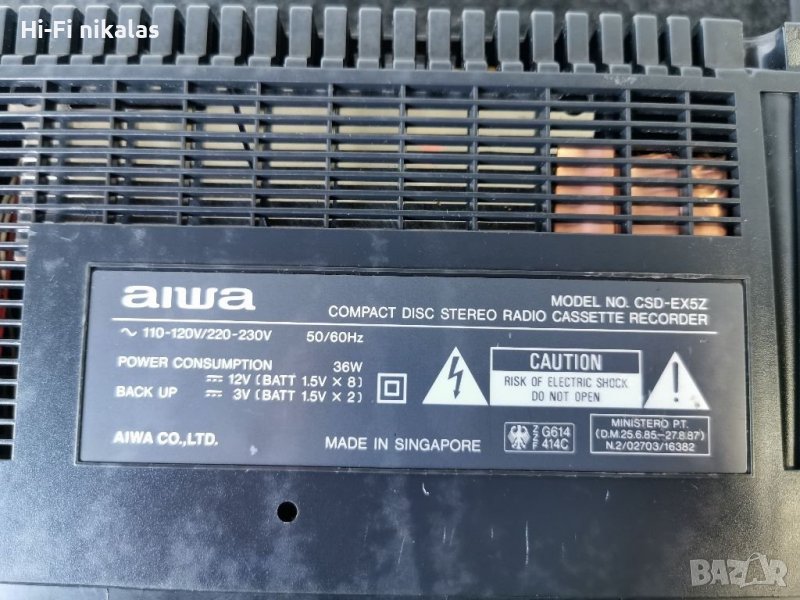 Hi-Fi nikalas
aiwa
MODEL NO. CSD-EX5Z
COMPACT DISC STEREO RADIO CASSETTE RECORDER
~ 110-120V/220-230V 50/60Hz
POWER CONSUMPTION 36W
12V (BATT 1.5V × 8)
BACK UP 3V (BATT 1.5V × 2)
CAUTION
RISK OF ELECTRIC SHOCK
DO NOT OPEN
AIWA CO.,LTD.
MADE IN SINGAPORE
ZZF G614
414C
MINISTERO P.T.
(D.M.25.6.85.-27.8.87)
N.2/02703/16382
BAZAR.bg